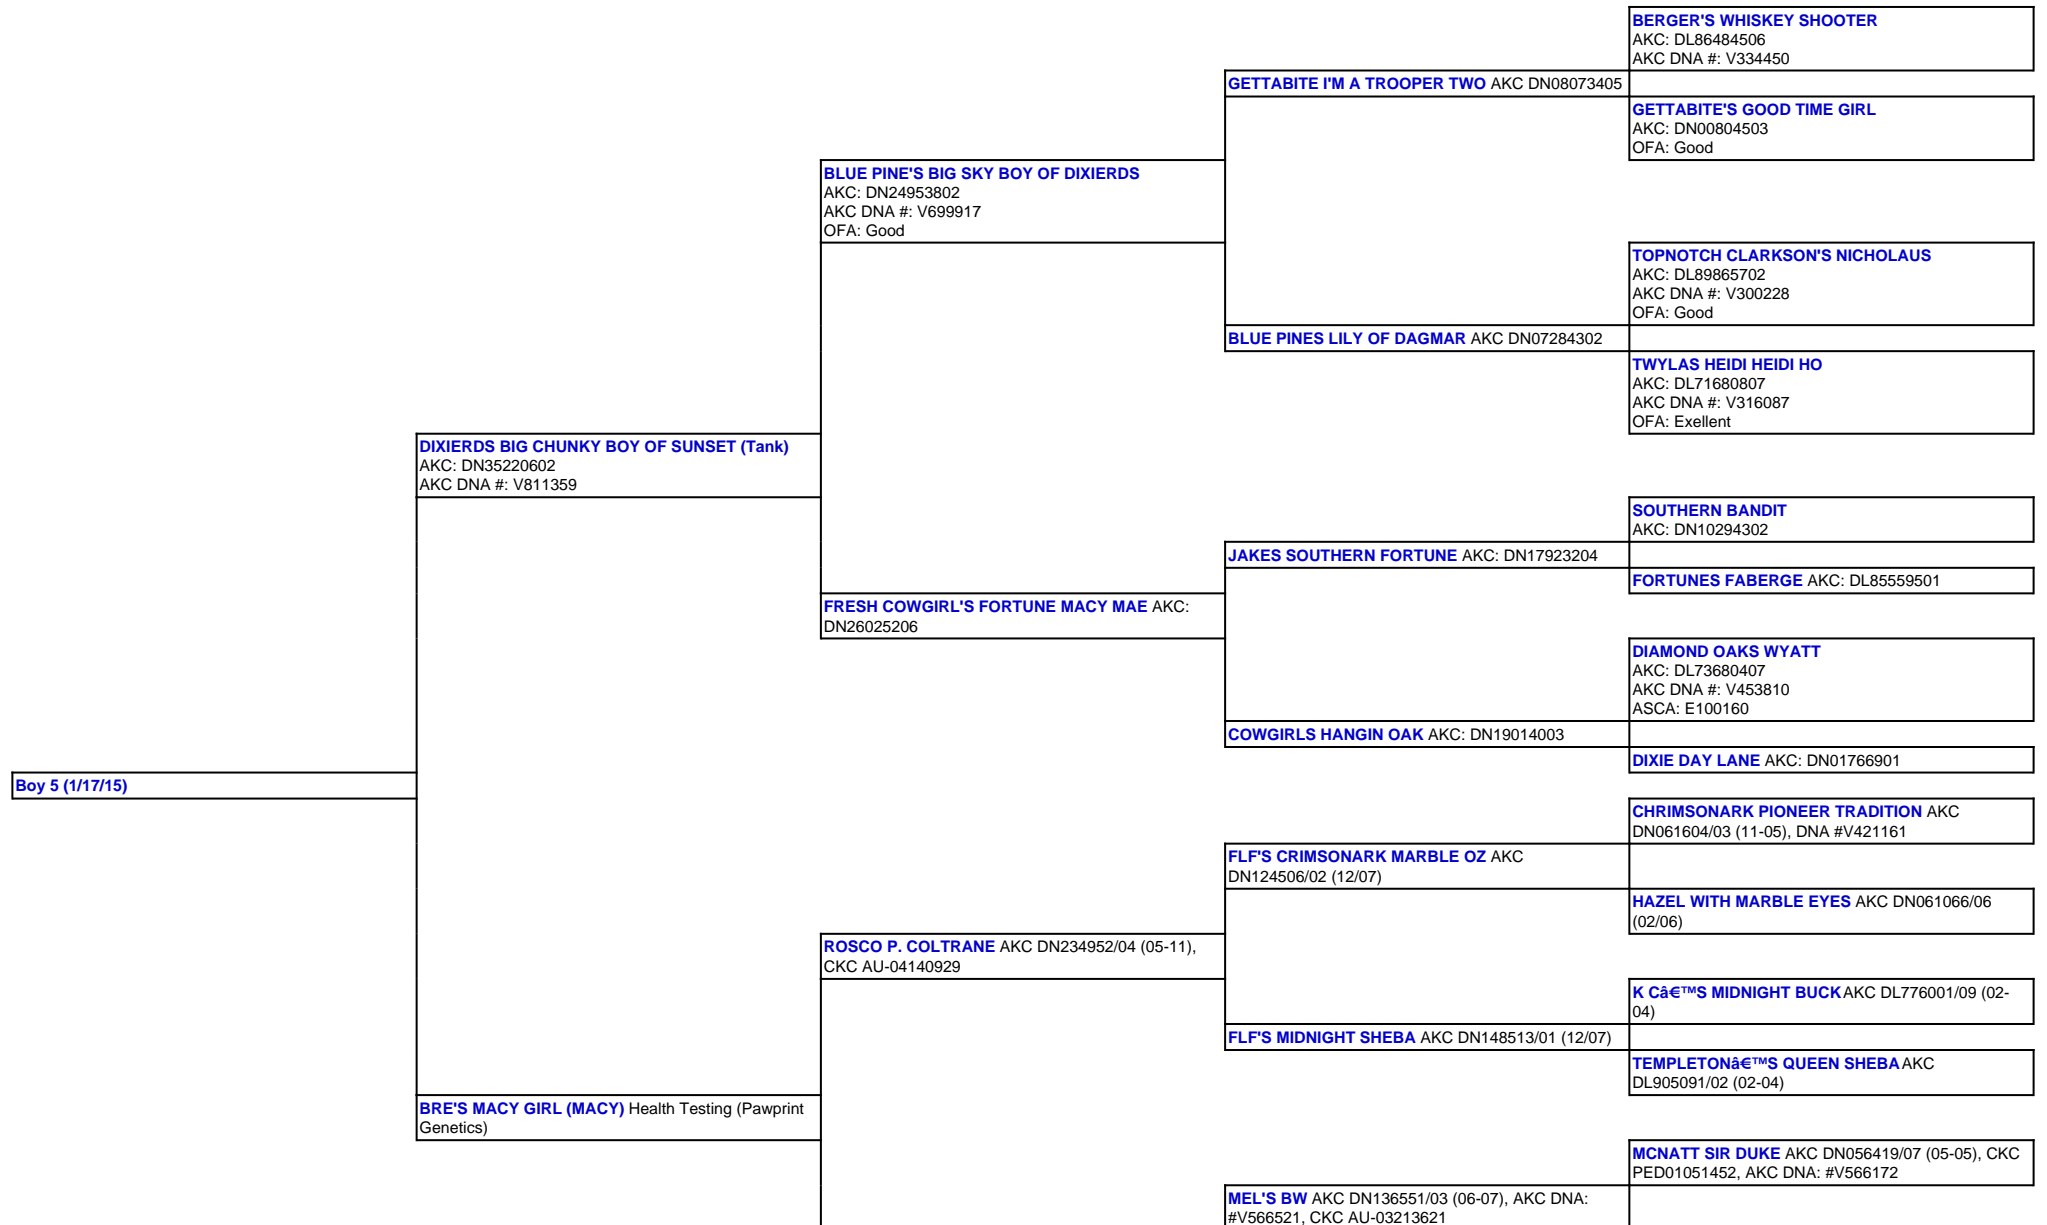 BERGER'S WHISKEY SHOOTER
AKC: DL86484506
AKC DNA #: V334450
GETTABITE I'M A TROOPER TWO AKC DN08073405
GETTABITE'S GOOD TIME GIRL
AKC: DN00804503
OFA: Good
BLUE PINE'S BIG SKY BOY OF DIXIERDS
AKC: DN24953802
AKC DNA #: V699917
OFA: Good
TOPNOTCH CLARKSON'S NICHOLAUS
AKC: DL89865702
AKC DNA #: V300228
OFA: Good
BLUE PINES LILY OF DAGMAR AKC DN07284302
TWYLAS HEIDI HEIDI HO
AKC: DL71680807
AKC DNA #: V316087
OFA: Exellent
DIXIERDS BIG CHUNKY BOY OF SUNSET (Tank)
AKC: DN35220602
AKC DNA #: V811359
SOUTHERN BANDIT
AKC: DN10294302
JAKES SOUTHERN FORTUNE AKC: DN17923204
FORTUNES FABERGE AKC: DL85559501
FRESH COWGIRL'S FORTUNE MACY MAE AKC:
DN26025206
DIAMOND OAKS WYATT
AKC: DL73680407
AKC DNA #: V453810
ASCA: E100160
COWGIRLS HANGIN OAK AKC: DN19014003
DIXIE DAY LANE AKC: DN01766901
Boy 5 (1/17/15)
CHRIMSONARK PIONEER TRADITION AKC
DN061604/03 (11-05), DNA #V421161
FLF'S CRIMSONARK MARBLE OZ AKC
DN124506/02 (12/07)
HAZEL WITH MARBLE EYES AKC DN061066/06
(02/06)
ROSCO P. COLTRANE AKC DN234952/04 (05-11),
CKC AU-04140929
K Câ€™S MIDNIGHT BUCK AKC DL776001/09 (02-
04)
FLF'S MIDNIGHT SHEBA AKC DN148513/01 (12/07)
TEMPLETONâ€™S QUEEN SHEBA AKC
DL905091/02 (02-04)
BRE'S MACY GIRL (MACY) Health Testing (Pawprint
Genetics)
MCNATT SIR DUKE AKC DN056419/07 (05-05), CKC
PED01051452, AKC DNA: #V566172
MEL'S BW AKC DN136551/03 (06-07), AKC DNA:
#V566521, CKC AU-03213621